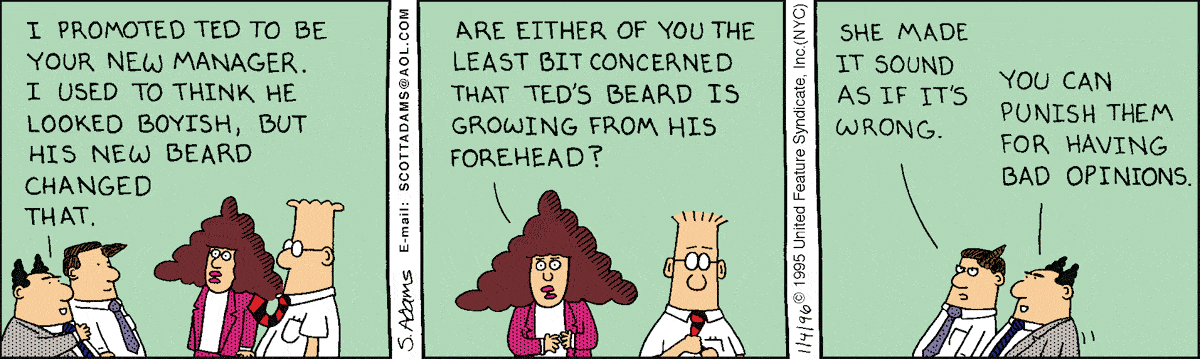 I PROMOTED TED TO BE
YOUR NEW MANAGER.
I USED TO THINK HE
LOOKED BOYISH, BUT
HIS NEW BEARD
CHANGED
THAT.
S. Adams E-mail: SCOTTADAMS@AOL.COM
ARE EITHER OF YOU THE
LEAST BIT CONCERNED
THAT TED'S BEARD IS
GROWING FROM HIS
FOREHEAD?
1/4/96 © 1995 United Feature Syndicate, Inc.(NYC)
SHE MADE
IT SOUND
AS IF IT'S
WRONG.
YOU CAN
PUNISH THEM
FOR HAVING
BAD OPINIONS.